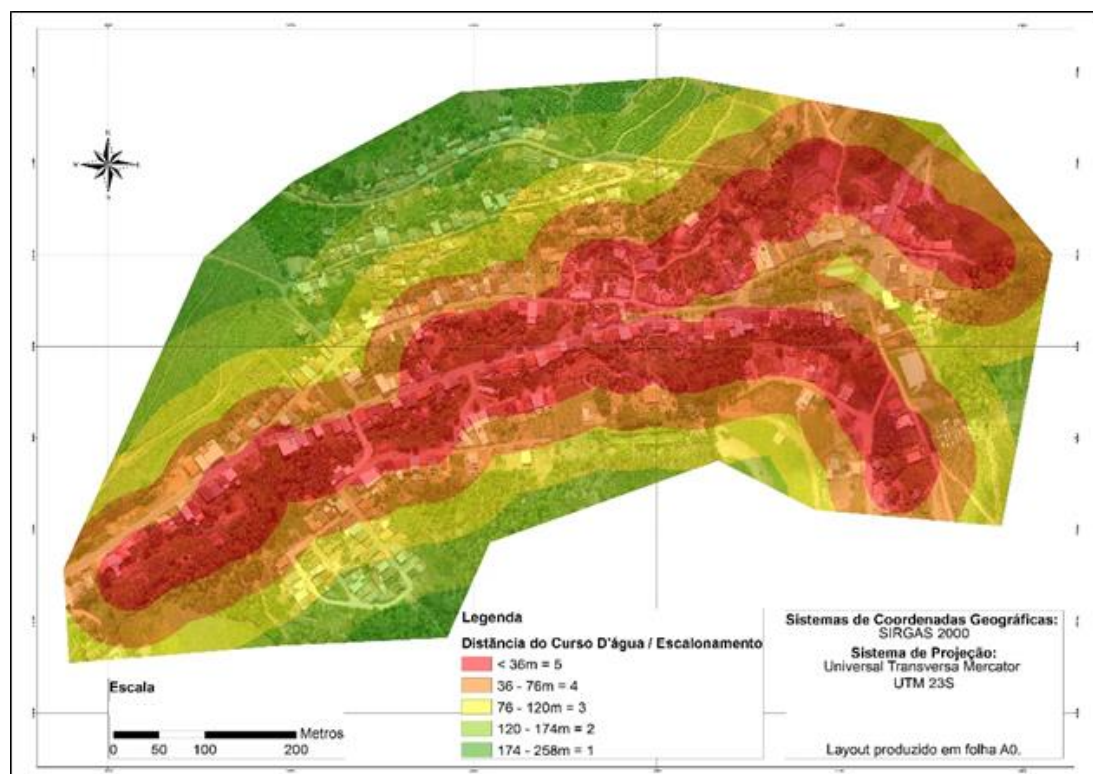 Legenda
Distância do Curso D'água / Escalonamento
< 36m = 5
36 - 76m = 4
76 - 120m = 3
120 - 174m = 2
174 - 258m = 1
Sistemas de Coordenadas Geográficas:
SIRGAS 2000
Sistema de Projeção:
Universal Transversa Mercator
UTM 23S
Layout produzido em folha A0.
Escala
Metros
0 50 100 200